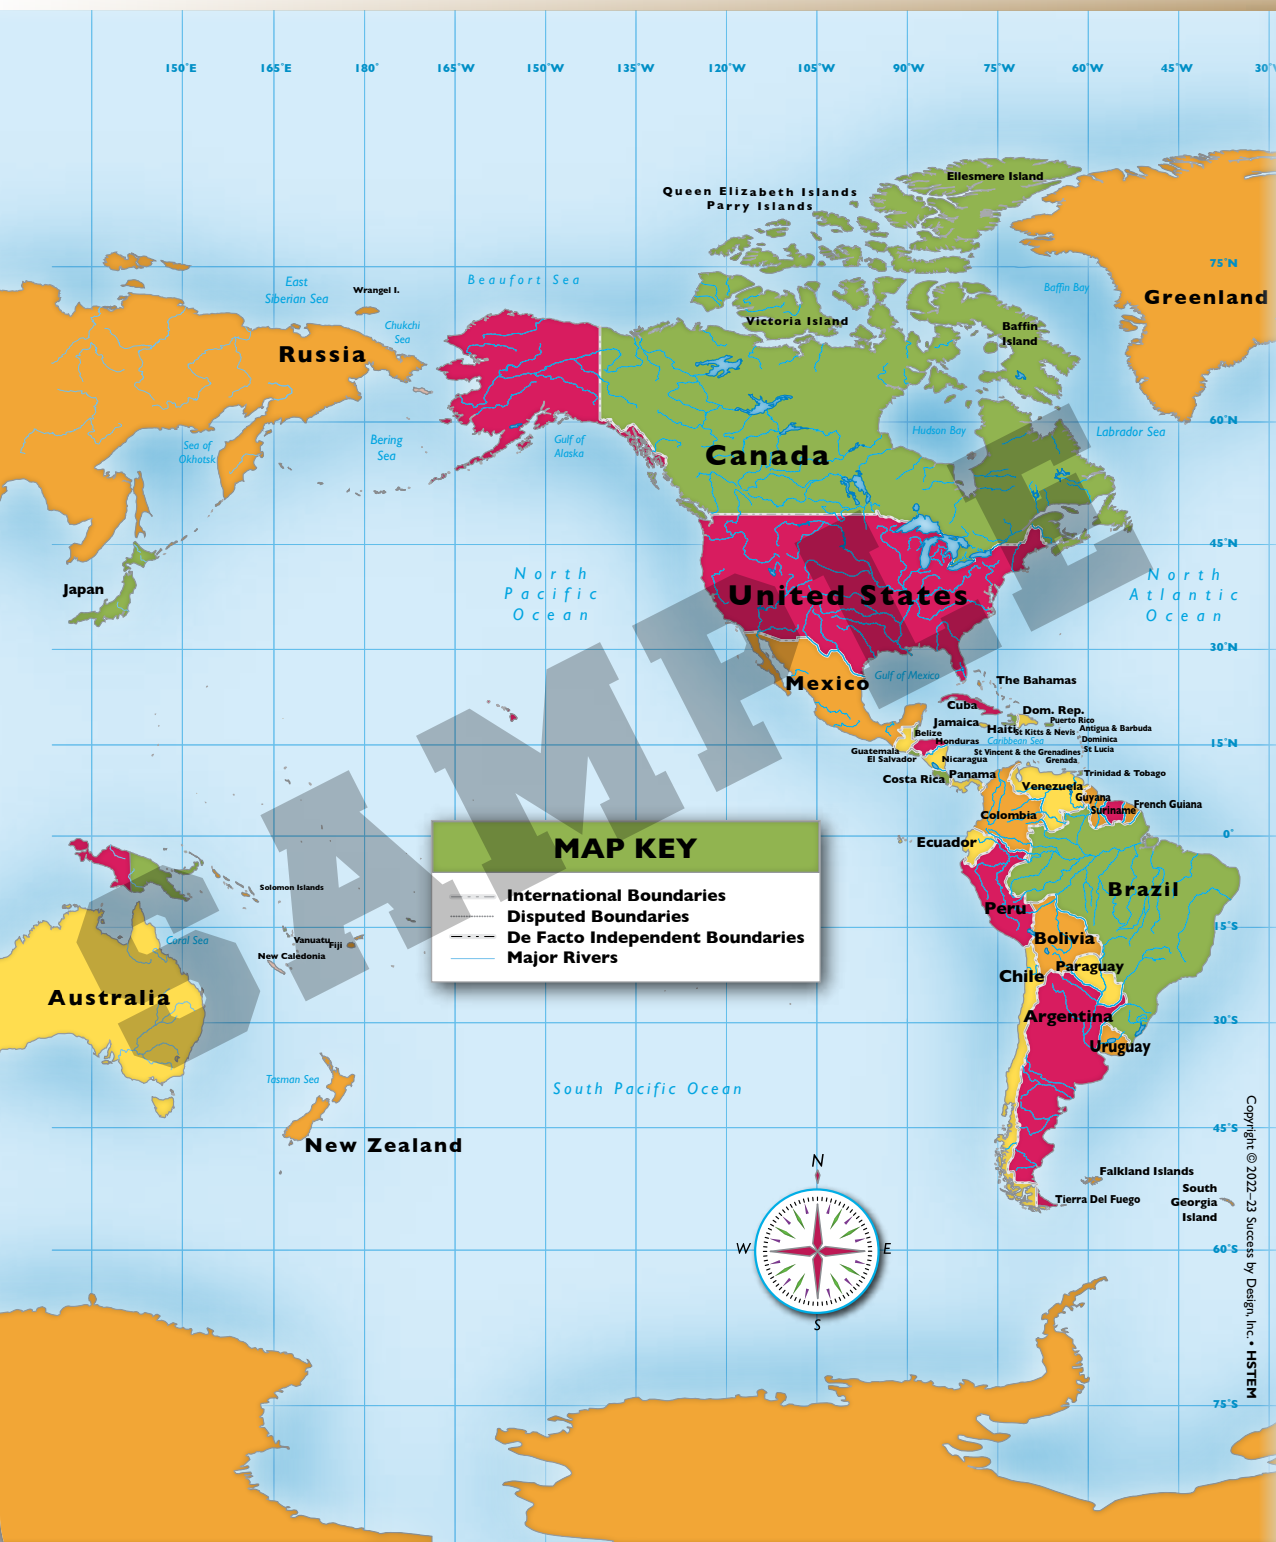 150°E 165°E 180° 165°W 150°W 135°W 120°W 105°W 90°W 75°W 60°W 45°W
Ellesmere Island
Queen Elizabeth Islands
Parry Islands
75°N
East
Siberian Sea
Wrangel I.
Beaufort Sea
Baffin Bay
Greenland
Chukchi
Sea
Victoria Island
Baffin
Island
Russia
60°N
Sea of
Okhotsk
Bering
Sea
Gulf of
Alaska
Hudson Bay
Labrador Sea
Canada
45°N
Japan
North
Pacific
Ocean
United States
North
Atlantic
Ocean
30°N
Mexico
Gulf of Mexico
The Bahamas
Cuba
Dom. Rep.
Jamaica
Haiti
Puerto Rico
St Kitts & Nevis
Antigua & Barbuda
Belize
Honduras
Caribbean Sea
Dominica
15°N
Guatemala
St Vincent & the Grenadines
St Lucia
El Salvador
Nicaragua
Grenada
Costa Rica
Panama
Trinidad & Tobago
Venezuela
Guyana
Suriname
French Guiana
Colombia
0°
Ecuador
MAP KEY
International Boundaries
Disputed Boundaries
De Facto Independent Boundaries
Major Rivers
Solomon Islands
Brazil
Peru
15°S
Coral Sea
Vanuatu
Fiji
New Caledonia
Bolivia
Paraguay
Chile
Australia
Argentina
30°S
Uruguay
Tasman Sea
South Pacific Ocean
45°S
New Zealand
N
W
E
S
Falkland Islands
Tierra Del Fuego
South
Georgia
Island
60°S
75°S
Copyright © 2022–23 Success by Design, Inc. • HSTEM
SAMPLE